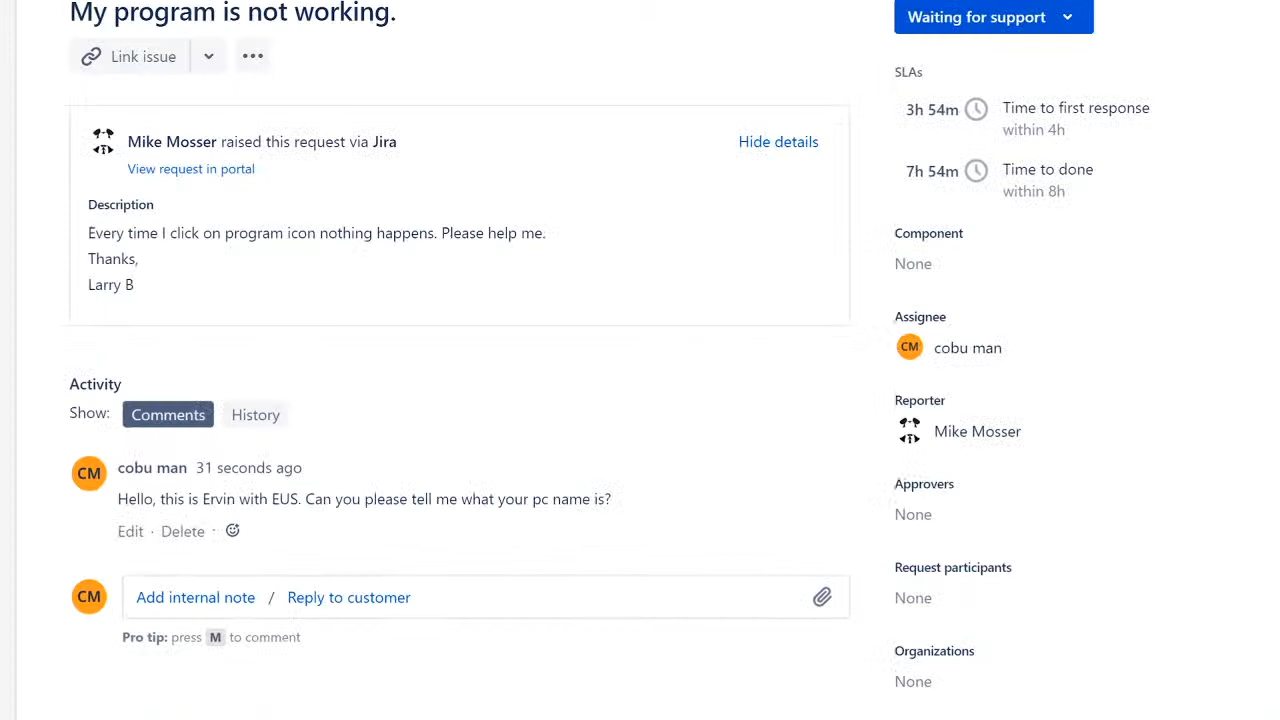 My program is not working.
Link issue
Mike Mosser raised this request via Jira
Hide details
View request in portal
Description
Every time I click on program icon nothing happens. Please help me.
Thanks,
Larry B
Activity
Show: Comments History
CM
cobu man 31 seconds ago
Hello, this is Ervin with EUS. Can you please tell me what your pc name is?
Edit · Delete ·
CM
Add internal note / Reply to customer
Pro tip: press M to comment
Waiting for support
SLAs
3h 54m Time to first response
within 4h
7h 54m Time to done
within 8h
Component
None
Assignee
CM cobu man
Reporter
Mike Mosser
Approvers
None
Request participants
None
Organizations
None